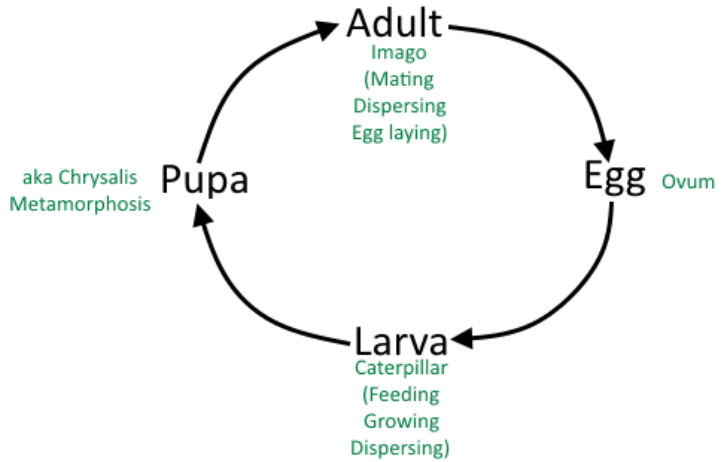 Adult
Imago
(Mating
Dispersing
Egg laying)
Egg
Ovum
Larva
Caterpillar
(Feeding
Growing
Dispersing)
Pupa
aka Chrysalis
Metamorphosis